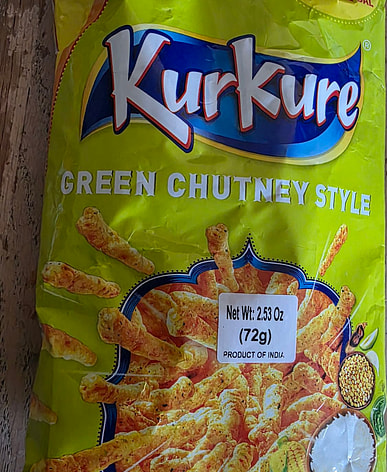 Kurkure®
GREEN CHUTNEY STYLE
Net Wt: 2.53 Oz
(72g)
PRODUCT OF INDIA